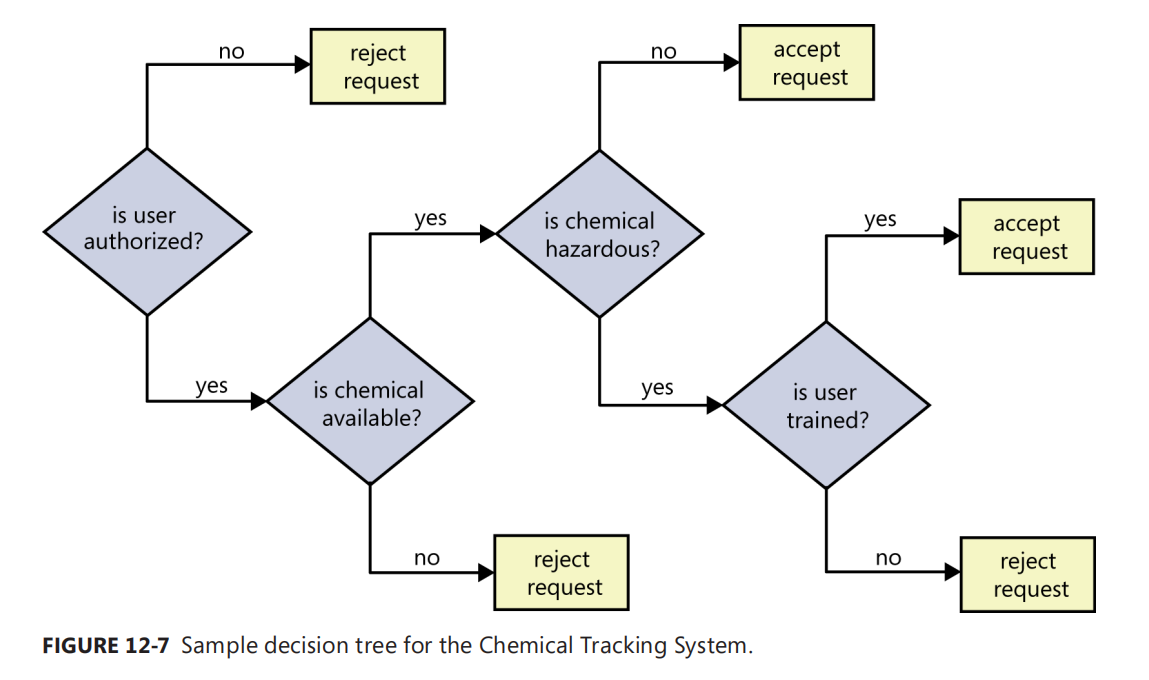 no
reject
request
no
accept
request
is user
authorized?
yes
is chemical
hazardous?
yes
accept
request
yes
is chemical
available?
yes
is user
trained?
no
reject
request
no
reject
request
FIGURE 12-7 Sample decision tree for the Chemical Tracking System.